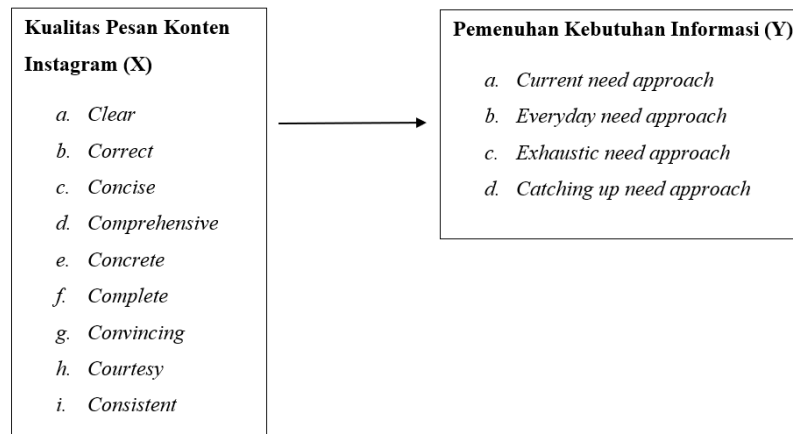 Kualitas Pesan Konten
Instagram (X)
a. Clear
b. Correct
c. Concise
d. Comprehensive
e. Concrete
f. Complete
g. Convincing
h. Courtesy
i. Consistent
Pemenuhan Kebutuhan Informasi (Y)
a. Current need approach
b. Everyday need approach
c. Exhaustic need approach
d. Catching up need approach